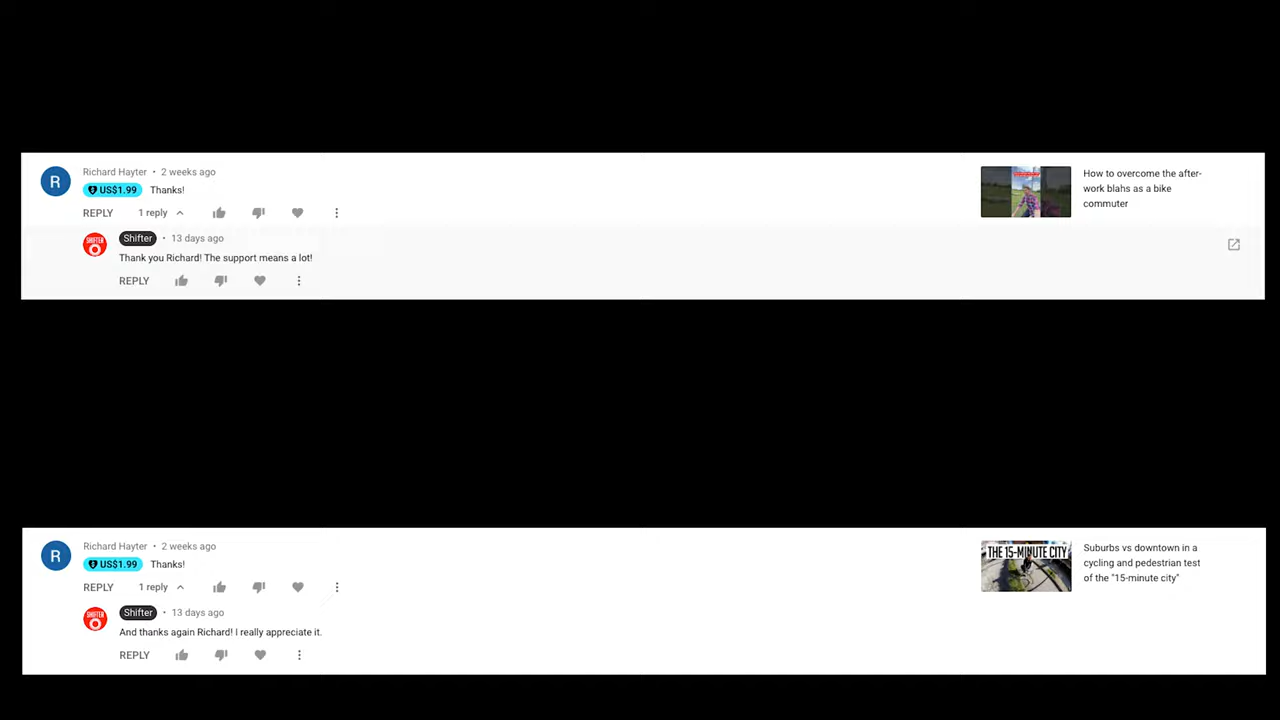 Richard Hayter • 2 weeks ago
US$1.99 Thanks!
REPLY 1 reply
Shifter • 13 days ago
Thank you Richard! The support means a lot!
REPLY
How to overcome the after-
work blahs as a bike
commuter
Richard Hayter • 2 weeks ago
US$1.99 Thanks!
REPLY 1 reply
Shifter • 13 days ago
And thanks again Richard! I really appreciate it.
REPLY
THE 15-MINUTE CITY
Suburbs vs downtown in a
cycling and pedestrian test
of the "15-minute city"
R
SHIFTER
R
SHIFTER